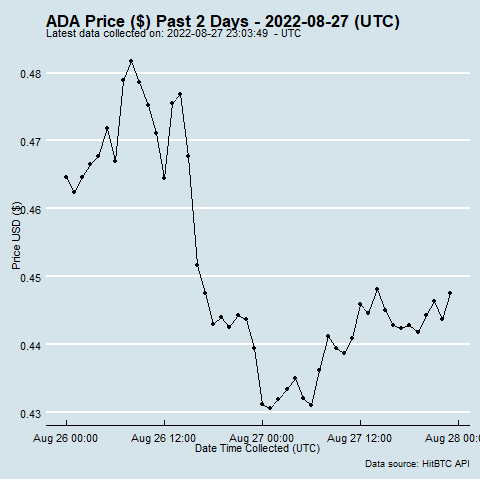 ADA Price ($) Past 2 Days - 2022-08-27 (UTC)
Latest data collected on: 2022-08-27 23:03:49 - UTC
0.48
0.47
0.46
0.45
0.44
0.43
Price USD ($)
Aug 26 00:00 Aug 26 12:00 Aug 27 00:00 Aug 27 12:00 Aug 28 00:
Date Time Collected (UTC)
Data source: HitBTC API